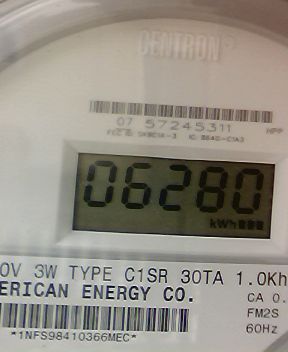 CENTRON®
07 57245311
HPP
06280
kWh
0V 3W TYPE C1SR 30TA 1.0Kh
ERICAN ENERGY CO.
CA 0.
FM2S
60Hz
*1NFS98410366MEC*